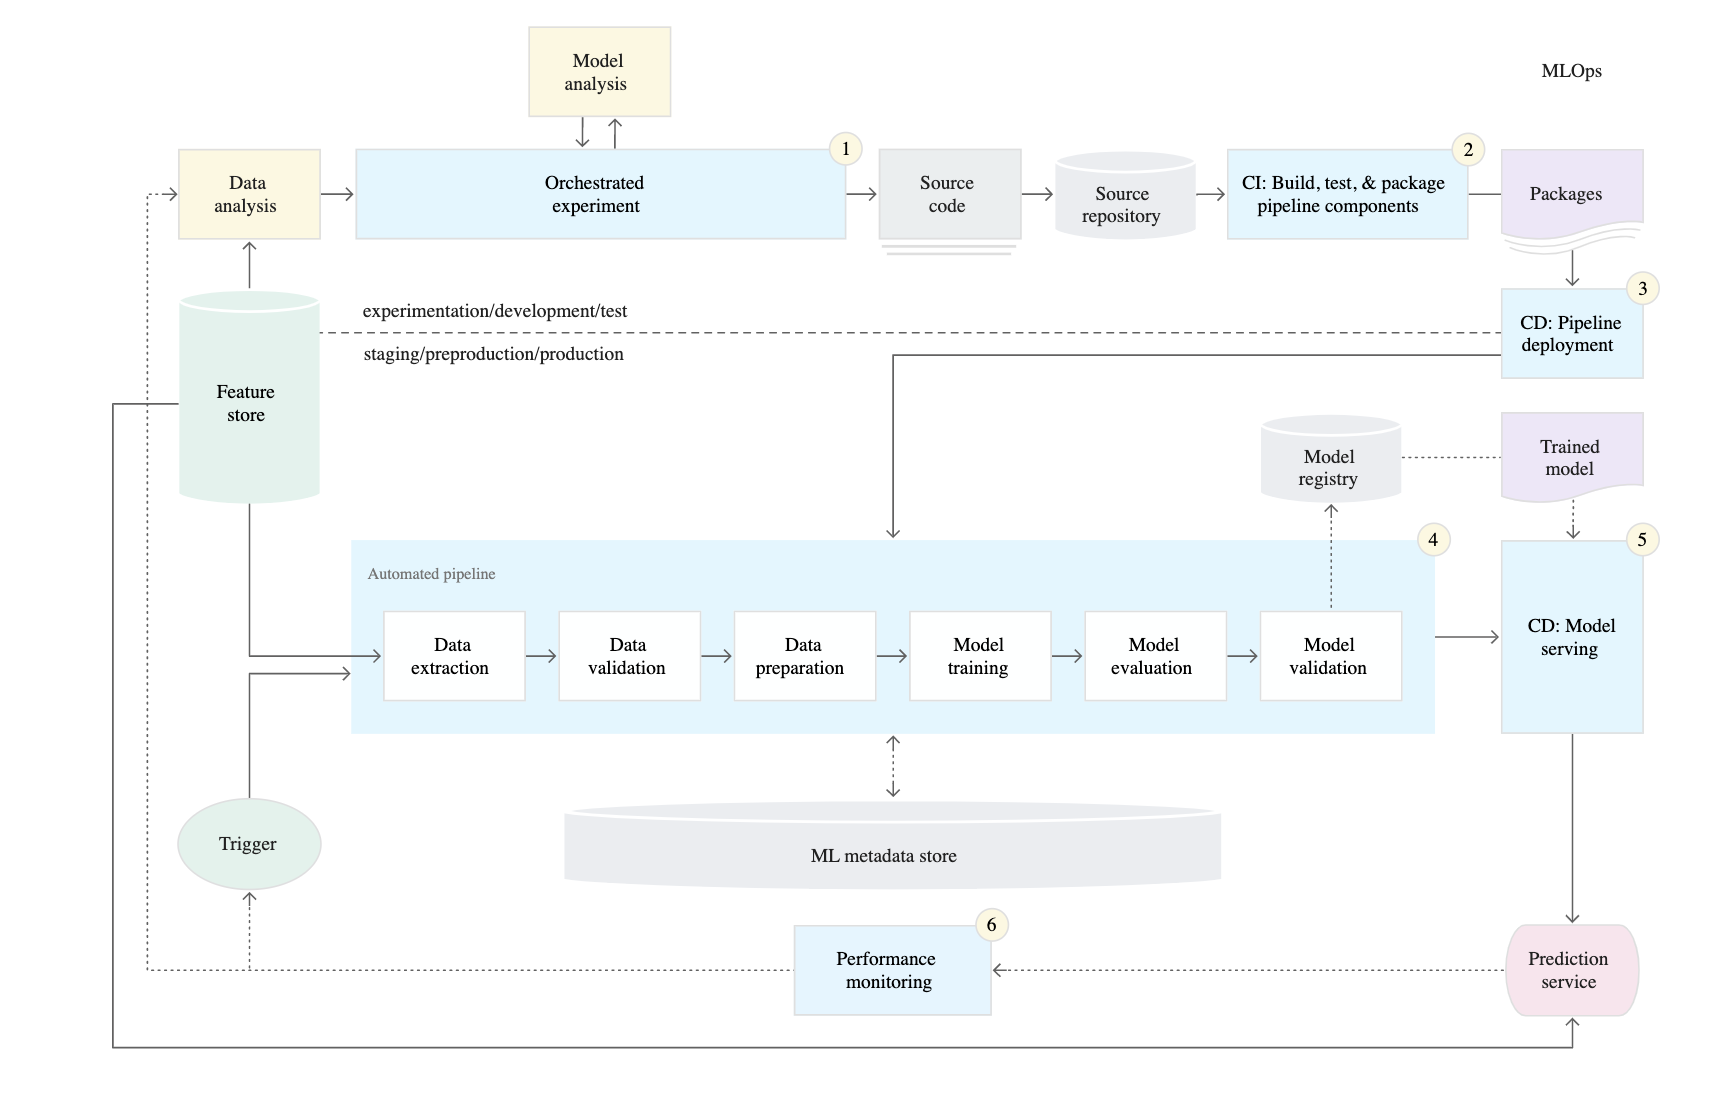 Model
analysis
MLOps
1
2
Data
analysis
Orchestrated
experiment
Source
code
Source
repository
CI: Build, test, & package
pipeline components
Packages
3
experimentation/development/test
staging/preproduction/production
CD: Pipeline
deployment
Feature
store
Model
registry
Trained
model
4
5
Automated pipeline
Data
extraction
Data
validation
Data
preparation
Model
training
Model
evaluation
Model
validation
CD: Model
serving
Trigger
ML metadata store
6
Performance
monitoring
Prediction
service